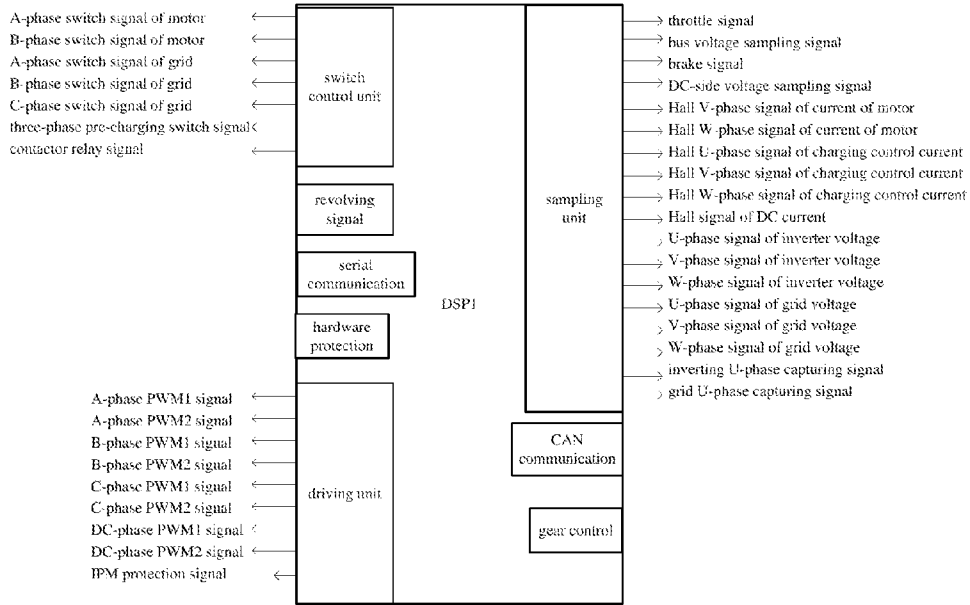 A-phase switch signal of motor
B-phase switch signal of motor
A-phase switch signal of grid
B-phase switch signal of grid
C-phase switch signal of grid
three-phase pre-charging switch signal
contactor relay signal
switch
control unit
revolving
signal
serial
communication
hardware
protection
A-phase PWM1 signal
A-phase PWM2 signal
B-phase PWM1 signal
B-phase PWM2 signal
C-phase PWM1 signal
C-phase PWM2 signal
DC-phase PWM1 signal
DC-phase PWM2 signal
IPM protection signal
driving unit
DSP1
sampling
unit
CAN
communication
gear control
throttle signal
bus voltage sampling signal
brake signal
DC-side voltage sampling signal
Hall V-phase signal of current of motor
Hall W-phase signal of current of motor
Hall U-phase signal of charging control current
Hall V-phase signal of charging control current
Hall W-phase signal of charging control current
Hall signal of DC current
U-phase signal of inverter voltage
V-phase signal of inverter voltage
W-phase signal of inverter voltage
U-phase signal of grid voltage
V-phase signal of grid voltage
W-phase signal of grid voltage
inverting U-phase capturing signal
grid U-phase capturing signal